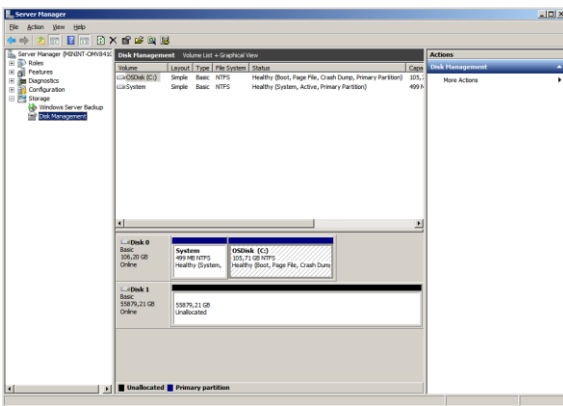 Server Manager
File Action View Help
Server Manager (MININT-OMV841C
Roles
Features
Diagnostics
Configuration
Storage
Windows Server Backup
Disk Management
Disk Management Volume List + Graphical View
Volume Layout Type File System Status Capa
OSDisk (C:) Simple Basic NTFS Healthy (Boot, Page File, Crash Dump, Primary Partition) 105,7
System Simple Basic NTFS Healthy (System, Active, Primary Partition) 499 M
Disk 0
Basic
106,20 GB
Online
System
499 MB NTFS
Healthy (System,
OSDisk (C:)
105,71 GB NTFS
Healthy (Boot, Page File, Crash Dum
Disk 1
Basic
55879,21 GB
Online
55879,21 GB
Unallocated
Unallocated Primary partition
Actions
Disk Management
More Actions